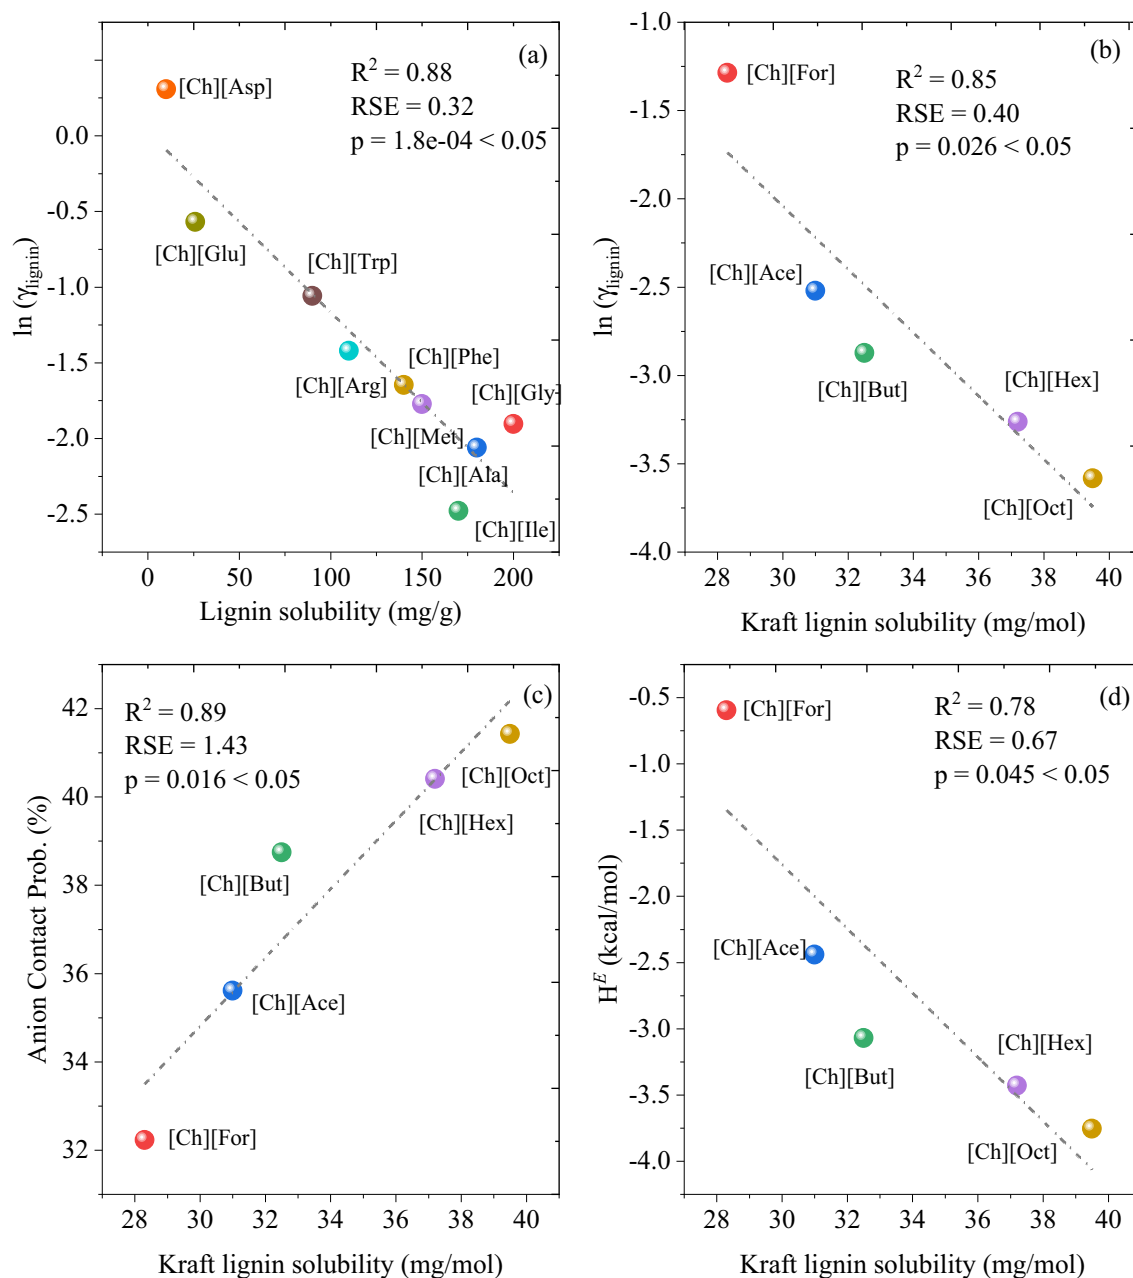 (a)
R² = 0.88
RSE = 0.32
p = 1.8e-04 < 0.05
[Ch][Asp]
[Ch][Glu]
[Ch][Trp]
[Ch][Phe]
[Ch][Arg]
[Ch][Gly]
[Ch][Met]
[Ch][Ala]
[Ch][Ile]
0.0
-0.5
-1.0
-1.5
-2.0
-2.5
ln (γlignin)
0 50 100 150 200
Lignin solubility (mg/g)
(b)
R² = 0.85
RSE = 0.40
p = 0.026 < 0.05
[Ch][For]
[Ch][Ace]
[Ch][But]
[Ch][Hex]
[Ch][Oct]
-1.0
-1.5
-2.0
-2.5
-3.0
-3.5
-4.0
ln (γlignin)
28 30 32 34 36 38 40
Kraft lignin solubility (mg/mol)
(c)
R² = 0.89
RSE = 1.43
p = 0.016 < 0.05
[Ch][Oct]
[Ch][Hex]
[Ch][But]
[Ch][Ace]
[Ch][For]
42
40
38
36
34
32
Anion Contact Prob. (%)
28 30 32 34 36 38 40
Kraft lignin solubility (mg/mol)
(d)
R² = 0.78
RSE = 0.67
p = 0.045 < 0.05
[Ch][For]
[Ch][Ace]
[Ch][But]
[Ch][Hex]
[Ch][Oct]
-0.5
-1.0
-1.5
-2.0
-2.5
-3.0
-3.5
-4.0
Hᴱ (kcal/mol)
28 30 32 34 36 38 40
Kraft lignin solubility (mg/mol)